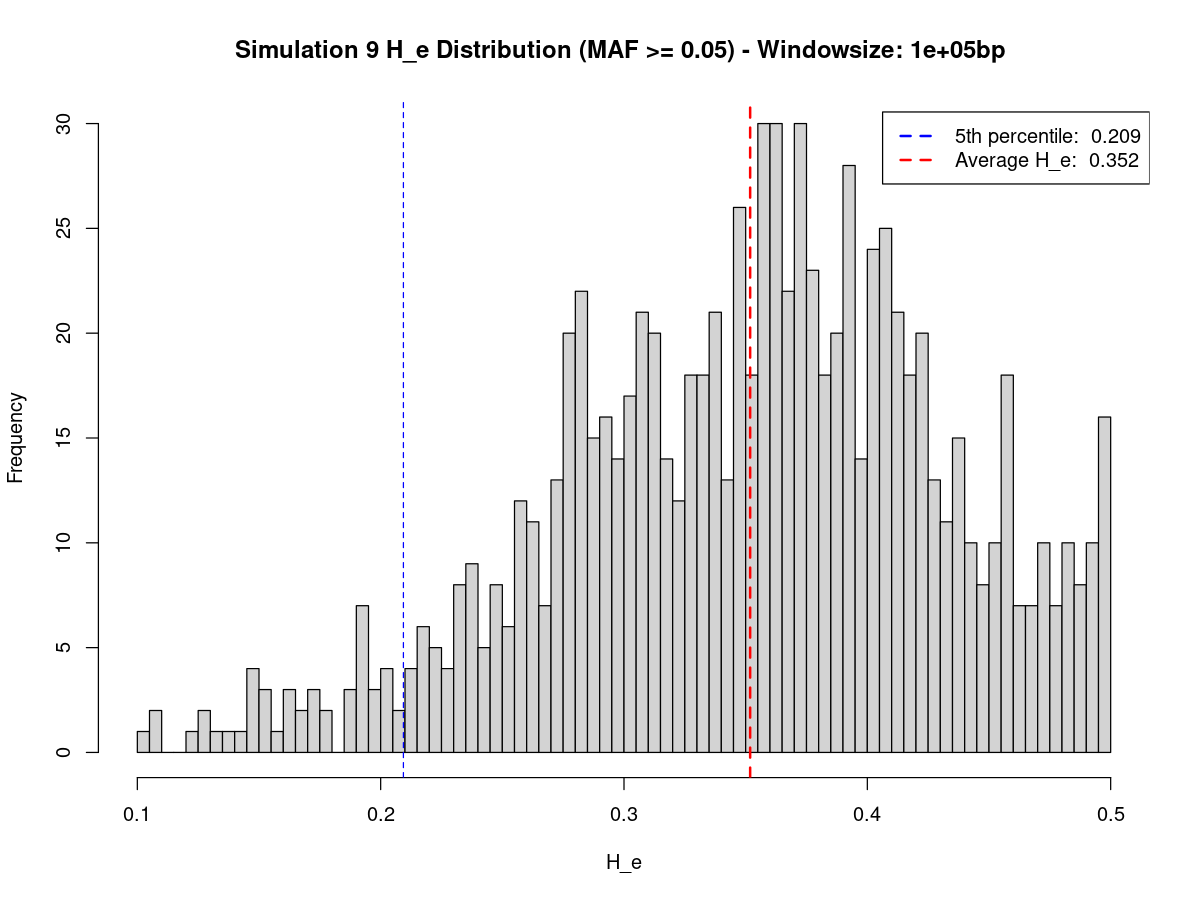 Simulation 9 H_e Distribution (MAF >= 0.05) - Windowsize: 1e+05bp
5th percentile:  0.209
Average H_e:  0.352
30
25
20
15
10
5
0
Frequency
0.1 0.2 0.3 0.4 0.5
H_e